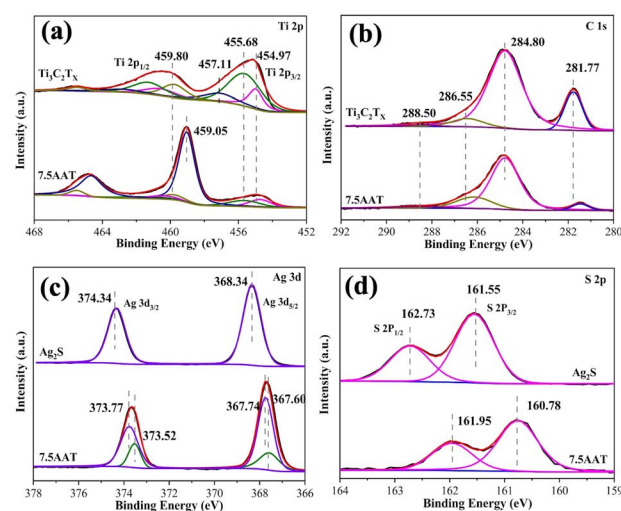 (a)
Ti 2p
455.68
459.80
457.11
454.97
Ti 2p1/2
Ti 2p3/2
Ti3C2TX
459.05
7.5AAT
Intensity (a.u.)
468 464 460 456 452
Binding Energy (eV)
(b)
C 1s
284.80
281.77
286.55
288.50
Ti3C2TX
7.5AAT
Intensity (a.u.)
292 290 288 286 284 282 280
Binding Energy (eV)
(c)
Ag 3d
368.34
374.34
Ag 3d3/2
Ag 3d5/2
Ag2S
373.77
373.52
367.74
367.60
7.5AAT
Intensity (a.u.)
378 376 374 372 370 368 366
Binding Energy (eV)
(d)
S 2p
161.55
162.73
S 2P3/2
S 2P1/2
Ag2S
161.95
160.78
7.5AAT
Intensity (a.u.)
164 163 162 161 160 159
Binding Energy (eV)